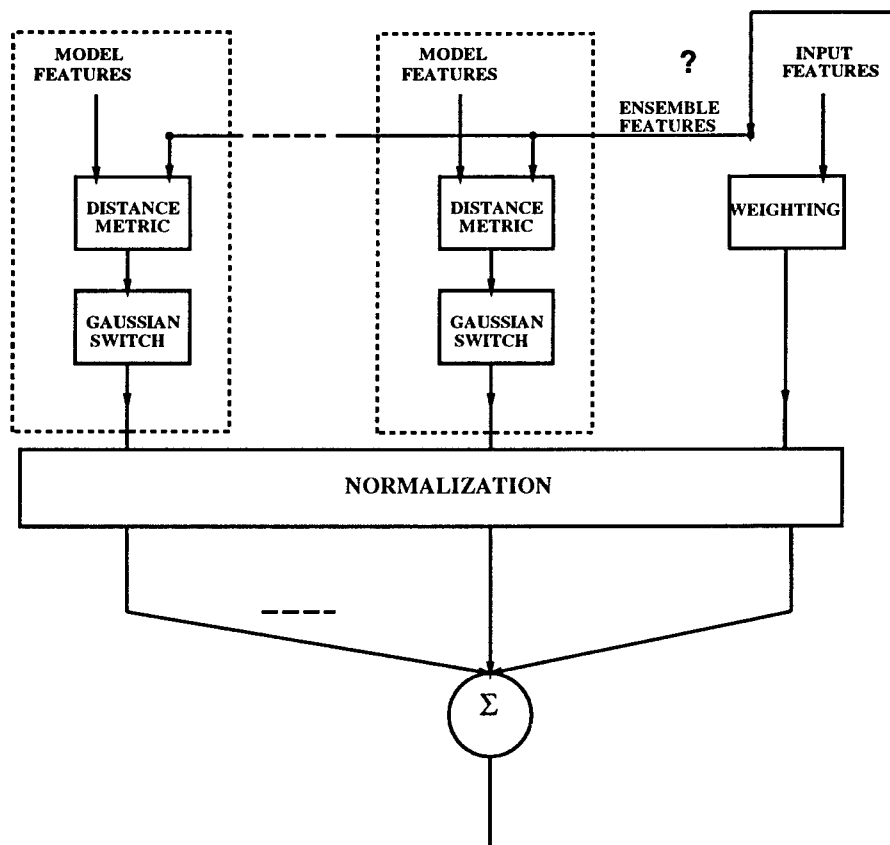 MODEL
FEATURES
MODEL
FEATURES
?
INPUT
FEATURES
ENSEMBLE
FEATURES
DISTANCE
METRIC
DISTANCE
METRIC
WEIGHTING
GAUSSIAN
SWITCH
GAUSSIAN
SWITCH
NORMALIZATION
Σ